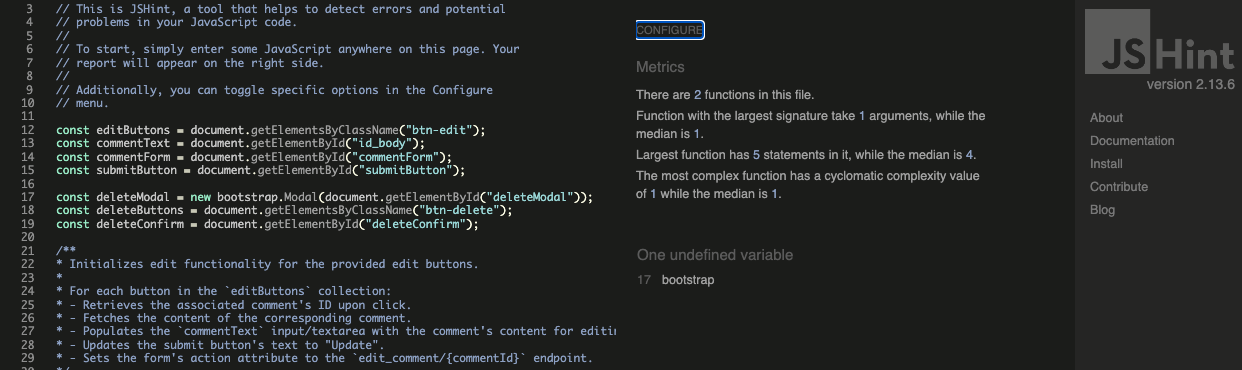 3 // This is JSHint, a tool that helps to detect errors and potential
4 // problems in your JavaScript code.
5 //
6 // To start, simply enter some JavaScript anywhere on this page. Your
7 // report will appear on the right side.
8 //
9 // Additionally, you can toggle specific options in the Configure
10 // menu.
11
12 const editButtons = document.getElementsByClassName("btn-edit");
13 const commentText = document.getElementById("id_body");
14 const commentForm = document.getElementById("commentForm");
15 const submitButton = document.getElementById("submitButton");
16
17 const deleteModal = new bootstrap.Modal(document.getElementById("deleteModal"));
18 const deleteButtons = document.getElementsByClassName("btn-delete");
19 const deleteConfirm = document.getElementById("deleteConfirm");
20
21 /**
22 * Initializes edit functionality for the provided edit buttons.
23 *
24 * For each button in the `editButtons` collection:
25 * - Retrieves the associated comment's ID upon click.
26 * - Fetches the content of the corresponding comment.
27 * - Populates the `commentText` input/textarea with the comment's content for editin
28 * - Updates the submit button's text to "Update".
29 * - Sets the form's action attribute to the `edit_comment/{commentId}` endpoint.
CONFIGURE
Metrics
There are 2 functions in this file.
Function with the largest signature take 1 arguments, while the
median is 1.
Largest function has 5 statements in it, while the median is 4.
The most complex function has a cyclomatic complexity value
of 1 while the median is 1.
One undefined variable
17 bootstrap
JSHint
version 2.13.6
About
Documentation
Install
Contribute
Blog